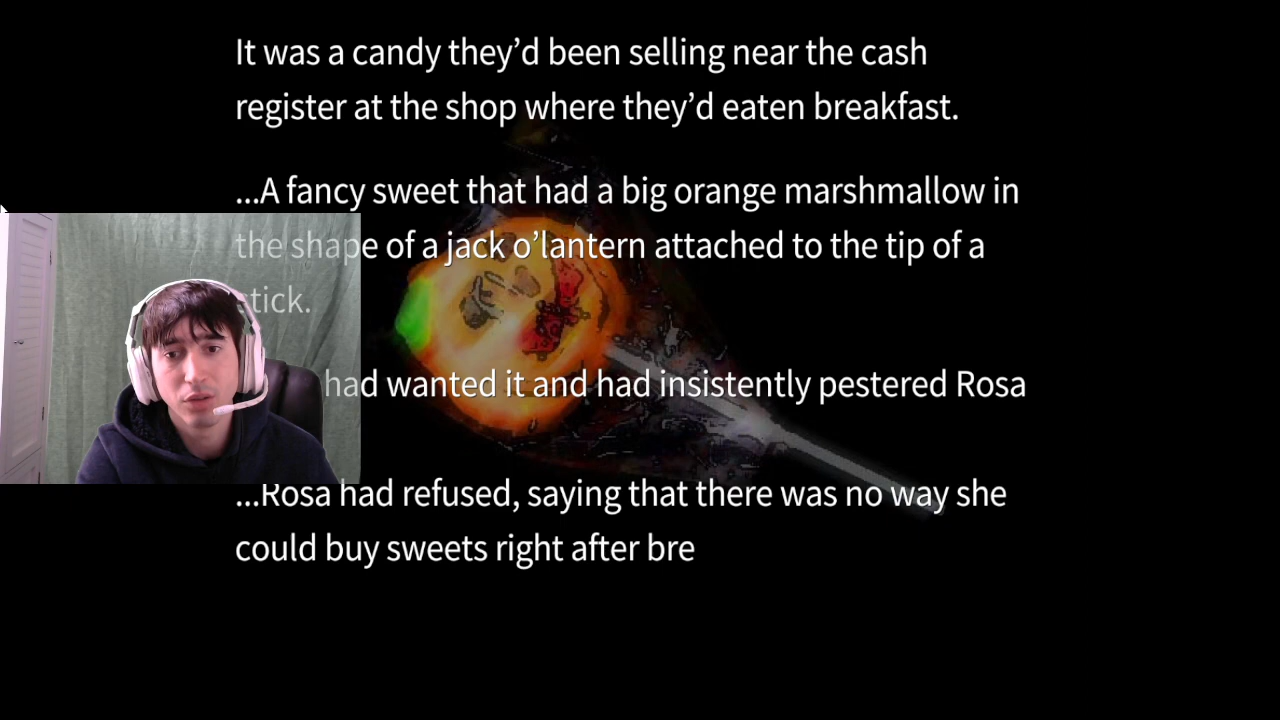 It was a candy they’d been selling near the cash
register at the shop where they’d eaten breakfast.
...A fancy sweet that had a big orange marshmallow in
the shape of a jack o’lantern attached to the tip of a
stick.
had wanted it and had insistently pestered Rosa
...Rosa had refused, saying that there was no way she
could buy sweets right after bre